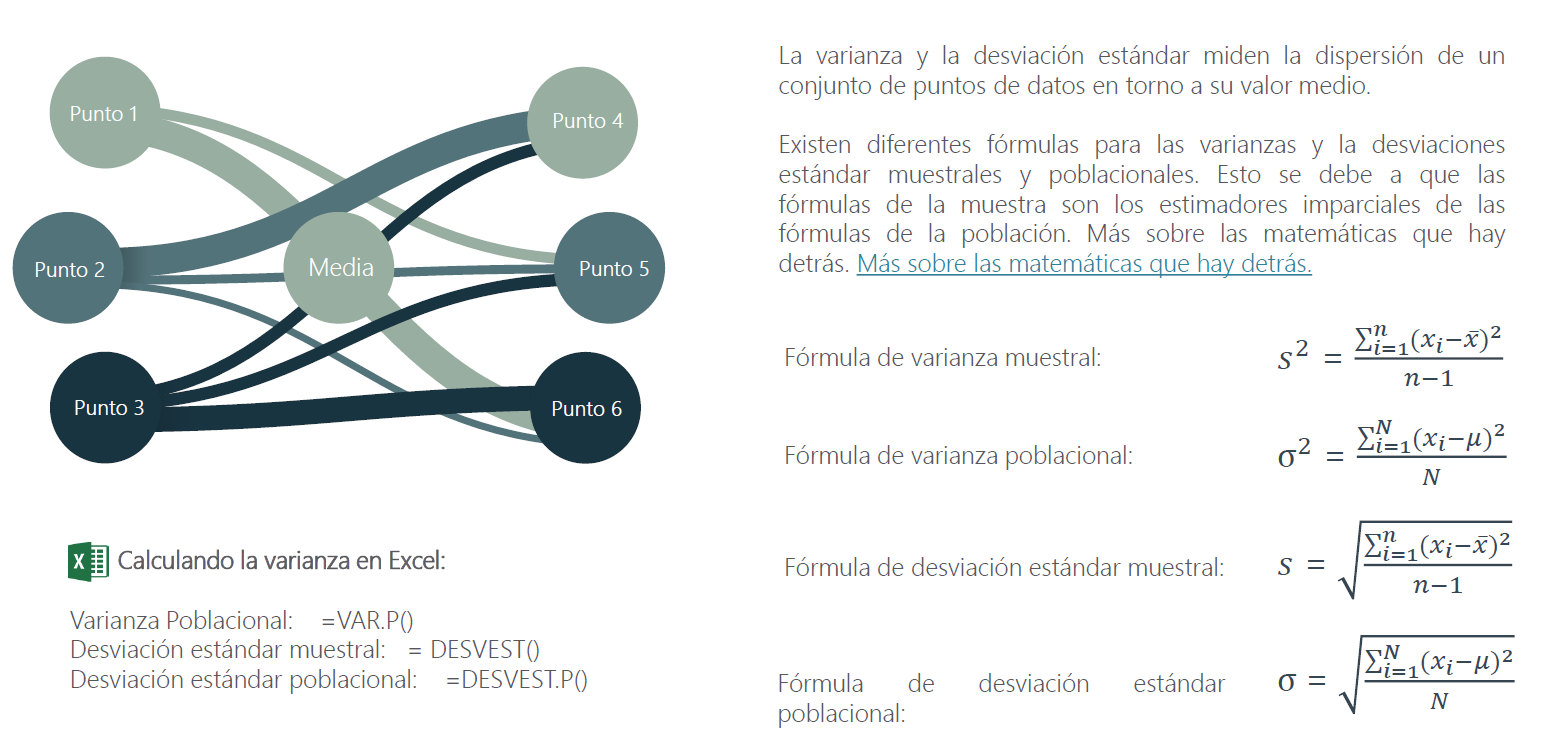 Punto 1
Punto 2
Punto 3
Media
Punto 4
Punto 5
Punto 6
X
Calculando la varianza en Excel:
Varianza Poblacional: =VAR.P()
Desviación estándar muestral: = DESVEST()
Desviación estándar poblacional: =DESVEST.P()
La varianza y la desviación estándar miden la dispersión de un
conjunto de puntos de datos en torno a su valor medio.
Existen diferentes fórmulas para las varianzas y la desviaciones
estándar muestrales y poblacionales. Esto se debe a que las
fórmulas de la muestra son los estimadores imparciales de las
fórmulas de la población. Más sobre las matemáticas que hay
detrás. Más sobre las matemáticas que hay detrás.
Fórmula de varianza muestral: s² = ∑ⁿᵢ₌₁(xᵢ−x̄)² / n−1
Fórmula de varianza poblacional: σ² = ∑ᴺᵢ₌₁(xᵢ−μ)² / N
Fórmula de desviación estándar muestral: s = √(∑ⁿᵢ₌₁(xᵢ−x̄)² / n−1)
Fórmula de desviación estándar
poblacional: σ = √(∑ᴺᵢ₌₁(xᵢ−μ)² / N)